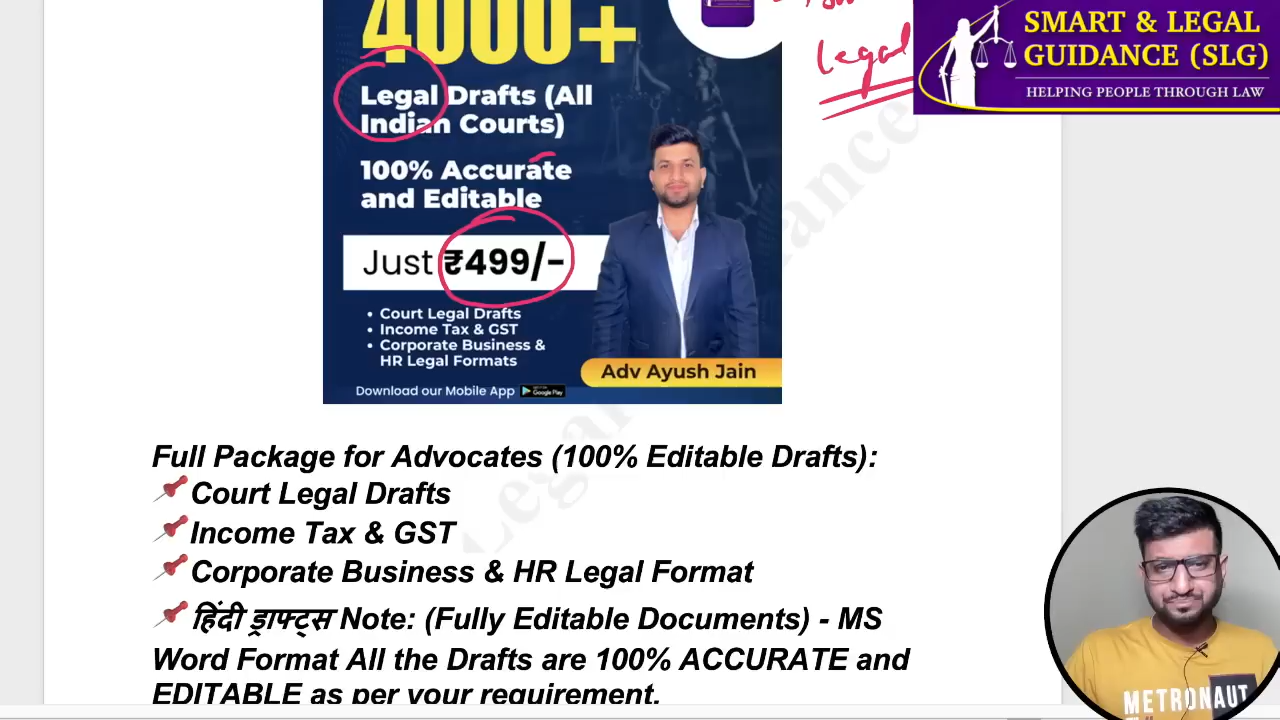 4000+
Legal Drafts (All
Indian Courts)
100% Accurate
and Editable
Just ₹499/-
• Court Legal Drafts
• Income Tax & GST
• Corporate Business &
HR Legal Formats
Adv Ayush Jain
Download our Mobile App
Google Play
Legal
SMART & LEGAL
GUIDANCE (SLG)
HELPING PEOPLE THROUGH LAW
Full Package for Advocates (100% Editable Drafts):
📌Court Legal Drafts
📌Income Tax & GST
📌Corporate Business & HR Legal Format
📌हिंदी ड्राफ्ट्स Note: (Fully Editable Documents) - MS
Word Format All the Drafts are 100% ACCURATE and
EDITABLE as per your requirement.
METRONAUT